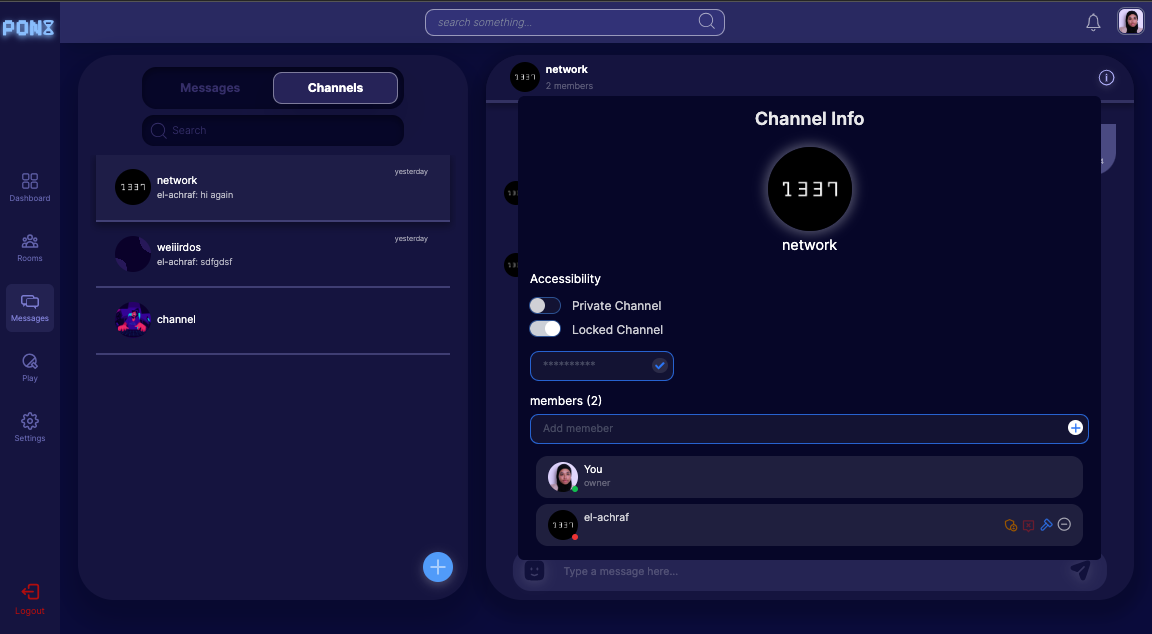 PONX
search something...
Dashboard
Rooms
Messages
Play
Settings
Logout
Messages
Channels
Search
1337
network
yesterday
el-achraf: hi again
weiiirdos
yesterday
el-achraf: sdfgdsf
channel
1337
network
2 members
Channel Info
1337
network
Accessibility
Private Channel
Locked Channel
**********
members (2)
Add memeber
You
owner
1337
el-achraf
Type a message here...